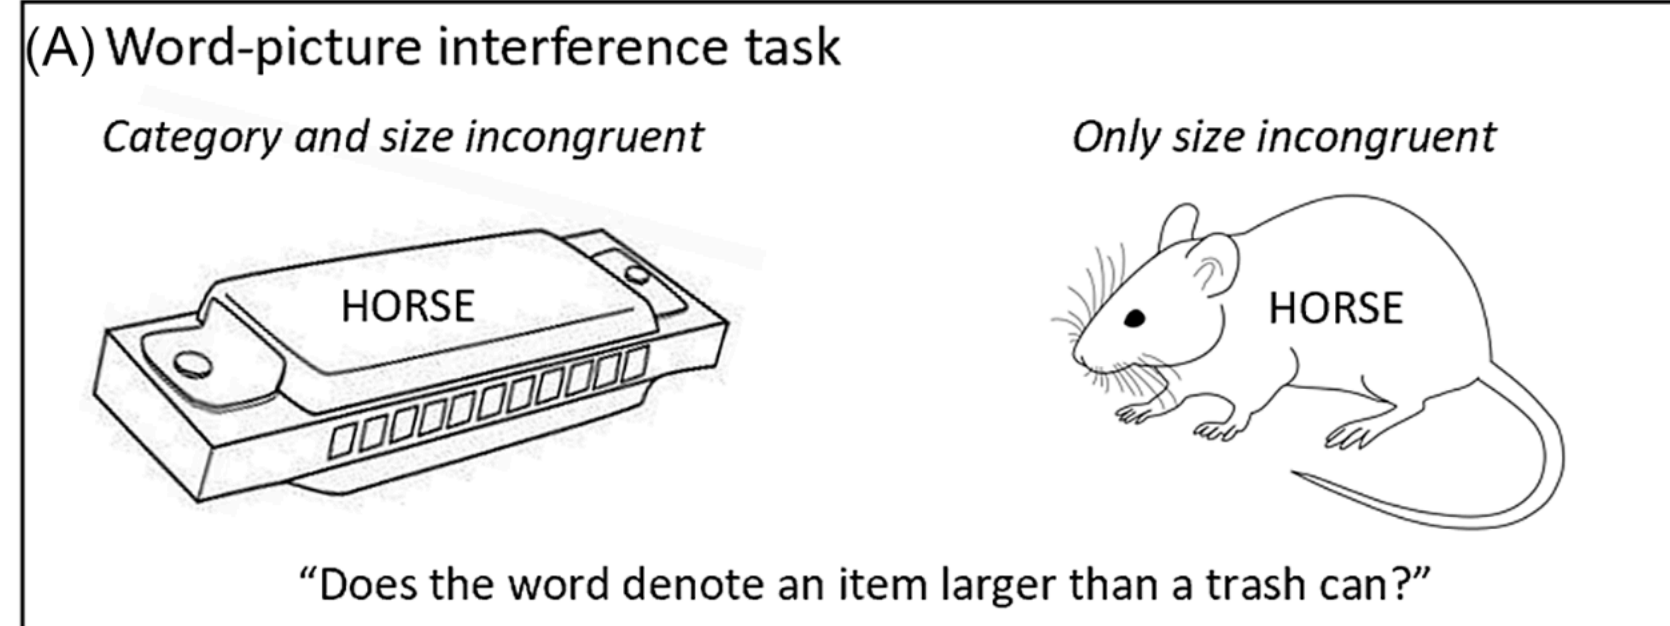 (A) Word-picture interference task
Category and size incongruent
Only size incongruent
HORSE
HORSE
“Does the word denote an item larger than a trash can?”